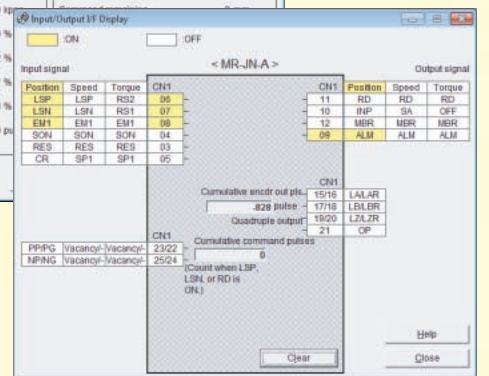 Input/Output I/F Display
:ON
:OFF
< MR-JN-A >
Input signal
Output signal
Position Speed Torque CN1
LSP LSP RS2 06
LSN LSN RS1 07
EM1 EM1 EM1 08
SON SON SON 04
RES RES RES 03
CR SP1 SP1 05
CN1 Position Speed Torque
11 RD RD RD
10 INP SA OFF
12 MBR MBR MBR
09 ALM ALM ALM
CN1
Cumulative encdr out pls. 15/16 LA/LAR
-828 pulse 17/18 LB/LBR
Quadruple output 19/20 LZ/LZR
21 OP
CN1
Cumulative command pulses
PP/PG Vacancy/- Vacancy/- 23/22
0
NP/NG Vacancy/- Vacancy/- 25/24
(Count when LSP,
LSN, or RD is
ON.)
Help
Clear
Close